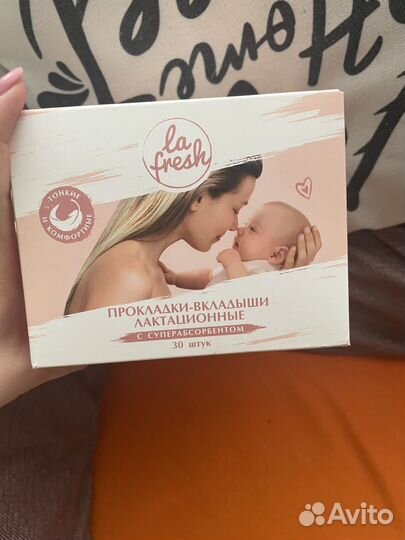 la
fresh
ТОНКИЕ
И КОМФОРТНЫЕ
ПРОКЛАДКИ-ВКЛАДЫШИ
ЛАКТАЦИОННЫЕ
С СУПЕРАБСОРБЕНТОМ
30 штук
Avito